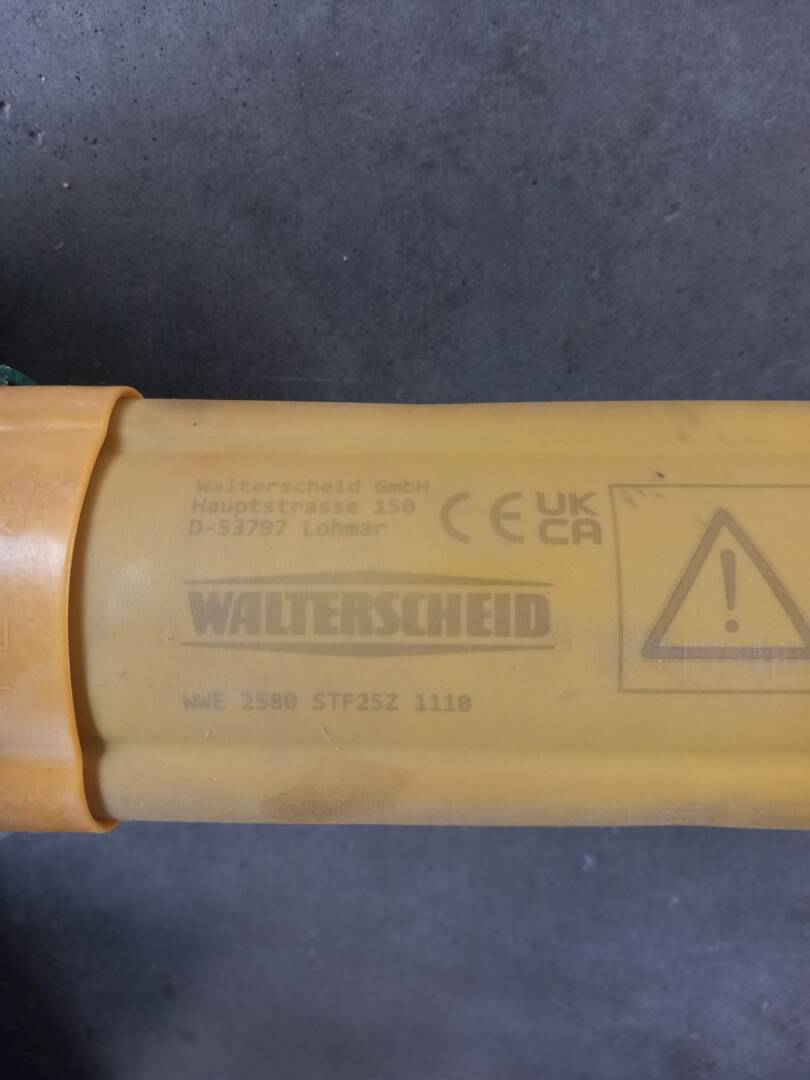 Walterscheid GmbH
Hauptstrasse 150
D-53797 Lohmar
CE UK
CA
!
WALTERSCHEID
WWE 2580 STF25Z 1110